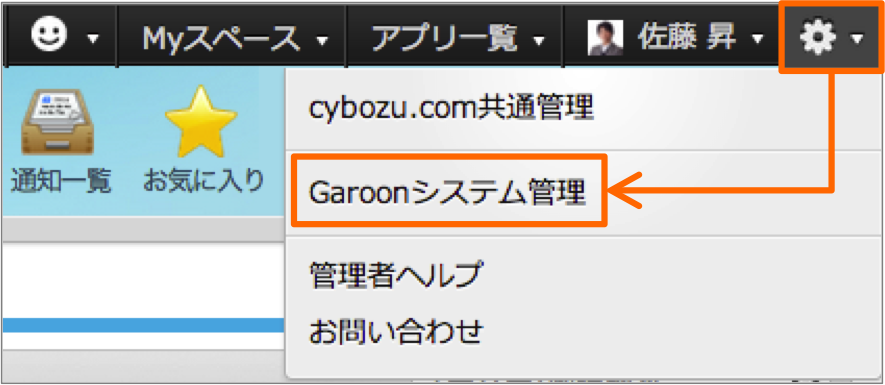 Myスペース
アプリ一覧
佐藤 昇
通知一覧
お気に入り
cybozu.com共通管理
Garoonシステム管理
管理者ヘルプ
お問い合わせ